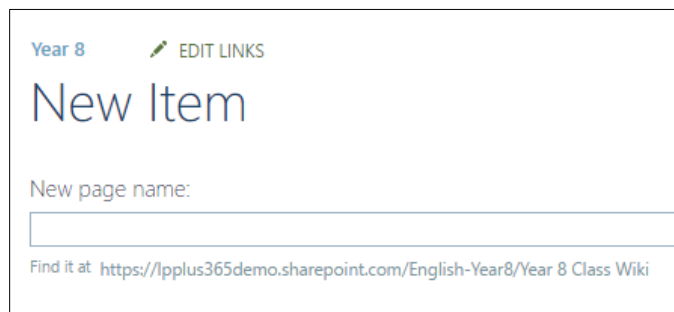 Year 8 EDIT LINKS
New Item
New page name:
Find it at https://lpplus365demo.sharepoint.com/English-Year8/Year 8 Class Wiki